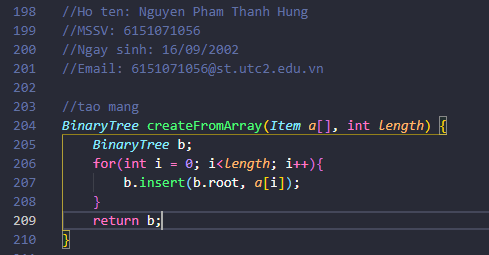 198 //Ho ten: Nguyen Pham Thanh Hung
199 //MSSV: 6151071056
200 //Ngay sinh: 16/09/2002
201 //Email: 6151071056@st.utc2.edu.vn
202
203 //tao mang
204 BinaryTree createFromArray(Item a[], int length) {
205     BinaryTree b;
206     for(int i = 0; i<length; i++){
207         b.insert(b.root, a[i]);
208     }
209     return b;
210 }